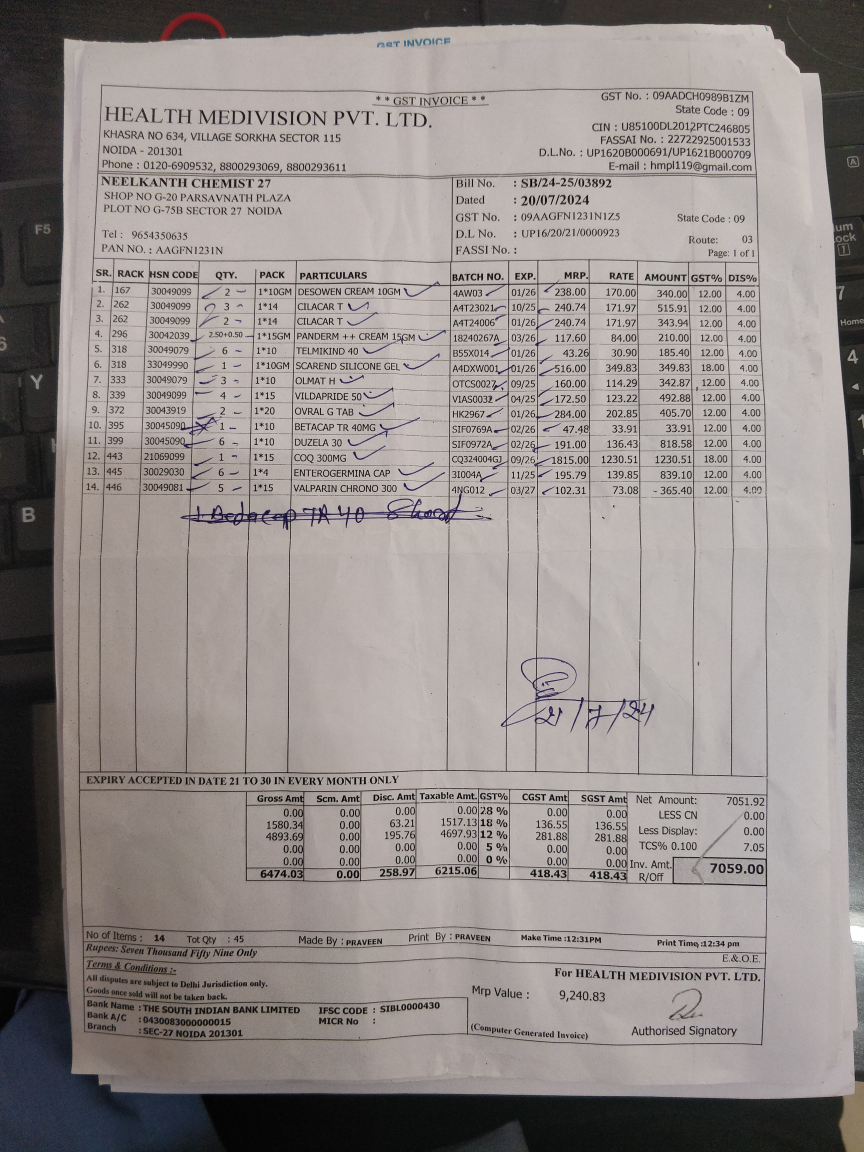 GST INVOICE
* * GST INVOICE * *
GST No. : 09AADCH0989B1ZM
State Code : 09
HEALTH MEDIVISION PVT. LTD.
KHASRA NO 634, VILLAGE SORKHA SECTOR 115
NOIDA - 201301
Phone : 0120-6909532, 8800293069, 8800293611
CIN : U85100DL2012PTC246805
FASSAI No. : 22722925001533
D.L.No. : UP1620B000691/UP1621B000709
E-mail : hmpl119@gmail.com
NEELKANTH CHEMIST 27
SHOP NO G-20 PARSAVNATH PLAZA
PLOT NO G-75B SECTOR 27 NOIDA
Tel : 9654350635
PAN NO. : AAGFN1231N
Bill No. : SB/24-25/03892
Dated : 20/07/2024
GST No. : 09AAGFN1231N1Z5 State Code : 09
D.L No. : UP16/20/21/0000923
Route: 03
FASSI No. :
Page: 1 of 1
SR. RACK HSN CODE QTY. PACK PARTICULARS BATCH NO. EXP. MRP. RATE AMOUNT GST% DIS%
1. 167 30049099 2 1*10GM DESOWEN CREAM 10GM 4AW03 01/26 238.00 170.00 340.00 12.00 4.00
2. 262 30049099 3 1*14 CILACAR T A4T23021 10/25 240.74 171.97 515.91 12.00 4.00
3. 262 30049099 2 1*14 CILACAR T A4T24006 01/26 240.74 171.97 343.94 12.00 4.00
4. 296 30042039 2.50+0.50 1*15GM PANDERM ++ CREAM 15GM 18240267A 03/26 117.60 84.00 210.00 12.00 4.00
5. 318 30049079 6 1*10 TELMIKIND 40 B55X014 01/26 43.26 30.90 185.40 12.00 4.00
6. 318 33049990 1 1*10GM SCAREND SILICONE GEL A4DXW001 01/26 516.00 349.83 349.83 18.00 4.00
7. 333 30049079 3 1*10 OLMAT H OTCS0027 09/25 160.00 114.29 342.87 12.00 4.00
8. 339 30049099 4 1*15 VILDAPRIDE 50 04/25 172.50 123.22 492.88 12.00 4.00
9. 372 30043919 2 1*20 OVRAL G TAB HK2967 01/26 284.00 202.85 405.70 12.00 4.00
10. 395 30045090 1 1*10 BETACAP TR 40MG SIF0769A 02/26 47.48 33.91 33.91 12.00 4.00
11. 399 30045090 6 1*10 DUZELA 30 SIF0972A 02/26 191.00 136.43 818.58 12.00 4.00
12. 443 21069099 1 1*15 COQ 300MG CQ324004GJ 09/26 1815.00 1230.51 1230.51 18.00 4.00
13. 445 30029030 6 1*4 ENTEROGERMINA CAP 3I004A 11/25 195.79 139.85 839.10 12.00 4.00
14. 446 30049081 5 1*15 VALPARIN CHRONO 300 4NG012 03/27 102.31 73.08 365.40 12.00 4.00
TR 40 Short
21/7/24
EXPIRY ACCEPTED IN DATE 21 TO 30 IN EVERY MONTH ONLY
Gross Amt Scm. Amt Disc. Amt Taxable Amt. GST% CGST Amt SGST Amt
0.00 0.00 0.00 0.00 28 % 0.00 0.00
1580.34 0.00 63.21 1517.13 18 % 136.55 136.55
4893.69 0.00 195.76 4697.93 12 % 281.88 281.88
0.00 0.00 0.00 0.00 5 % 0.00 0.00
0.00 0.00 0.00 0.00 0 % 0.00 0.00
6474.03 0.00 258.97 6215.06 418.43 418.43
Net Amount: 7051.92
LESS CN 0.00
Less Display: 0.00
TCS% 0.100 7.05
Inv. Amt. 7059.00
R/Off
No of Items : 14 Tot Qty : 45 Made By : PRAVEEN Print By : PRAVEEN Make Time :12:31PM Print Time :12:34 pm
Rupees: Seven Thousand Fifty Nine Only
E.&.O.E.
Terms & Conditions :-
All disputes are subject to Delhi Jurisdiction only.
Goods once sold will not be taken back.
Bank Name : THE SOUTH INDIAN BANK LIMITED IFSC CODE : SIBL0000430
Bank A/C : 0430083000000015 MICR No :
Branch : SEC-27 NOIDA 201301
For HEALTH MEDIVISION PVT. LTD.
Mrp Value : 9,240.83
(Computer Generated Invoice)
Authorised Signatory
F5
Y
B
PARSAV
Num
Lock
7
Home
4
1